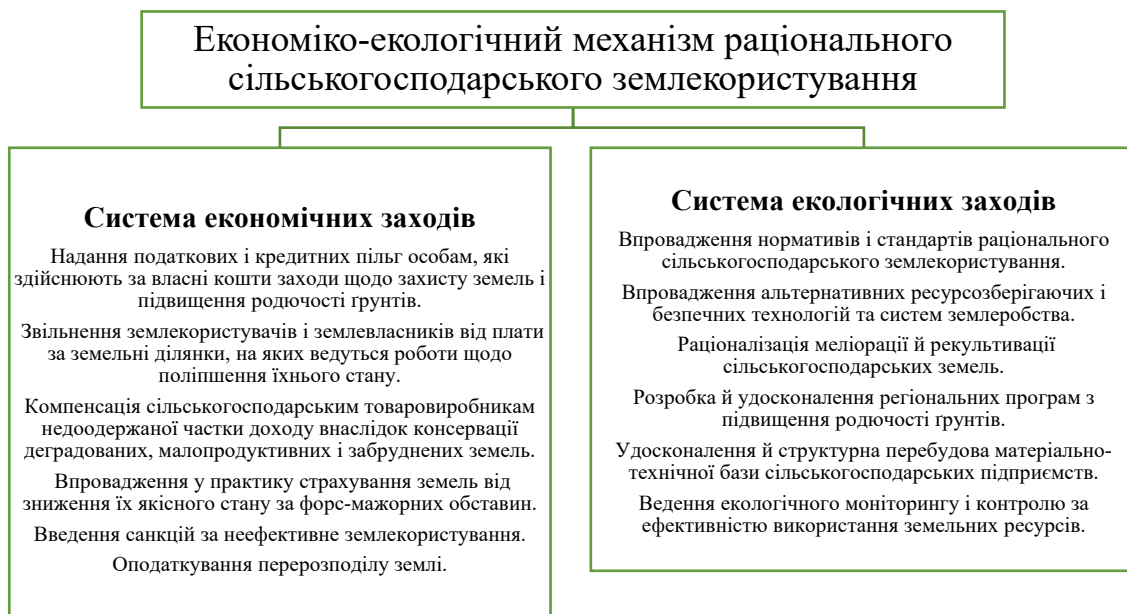 Економіко-екологічний механізм раціонального
сільськогосподарського землекористування
Система економічних заходів
Надання податкових і кредитних пільг особам, які
здійснюють за власні кошти заходи щодо захисту земель і
підвищення родючості ґрунтів.
Звільнення землекористувачів і землевласників від плати
за земельні ділянки, на яких ведуться роботи щодо
поліпшення їхнього стану.
Компенсація сільськогосподарським товаровиробникам
недоодержаної частки доходу внаслідок консервації
деградованих, малопродуктивних і забруднених земель.
Впровадження у практику страхування земель від
зниження їх якісного стану за форс-мажорних обставин.
Введення санкцій за неефективне землекористування.
Оподаткування перерозподілу землі.
Система екологічних заходів
Впровадження нормативів і стандартів раціонального
сільськогосподарського землекористування.
Впровадження альтернативних ресурсозберігаючих і
безпечних технологій та систем землеробства.
Раціоналізація меліорації й рекультивації
сільськогосподарських земель.
Розробка й удосконалення регіональних програм з
підвищення родючості ґрунтів.
Удосконалення й структурна перебудова матеріально-
технічної бази сільськогосподарських підприємств.
Ведення екологічного моніторингу і контролю за
ефективністю використання земельних ресурсів.